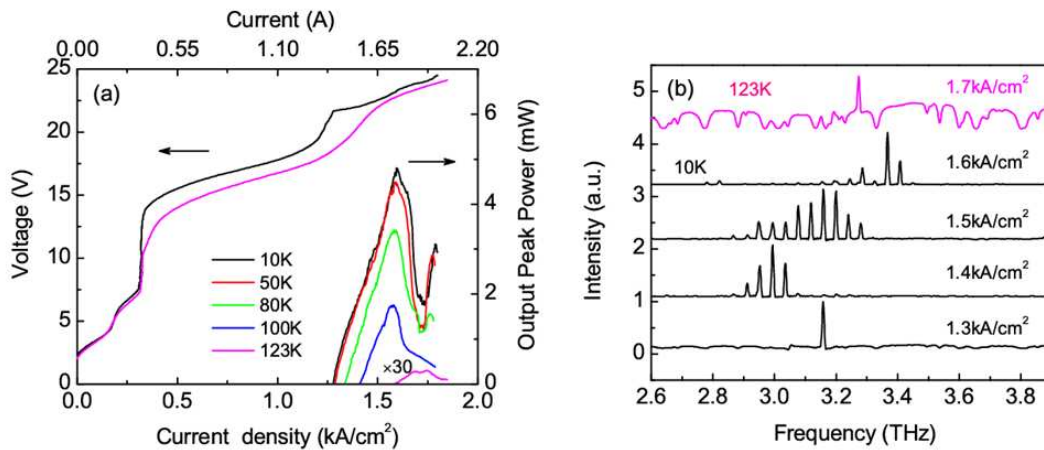 Current (A)
0.00 0.55 1.10 1.65 2.20
25
20
15
10
5
0
Voltage (V)
(a)
10K
50K
80K
100K
123K
×30
6
4
2
0
Output Peak Power (mW)
0.0 0.5 1.0 1.5 2.0
Current density (kA/cm²)
5
4
3
2
1
0
Intensity (a.u.)
123K
(b)
1.7kA/cm²
10K
1.6kA/cm²
1.5kA/cm²
1.4kA/cm²
1.3kA/cm²
2.6 2.8 3.0 3.2 3.4 3.6 3.8
Frequency (THz)